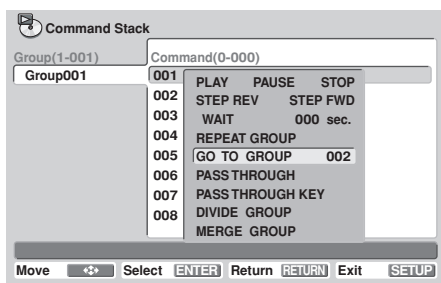 Command Stack
Group(1-001) Command(0-000)
Group001 001
PLAY PAUSE STOP
002 STEP REV STEP FWD
003 WAIT 000 sec.
004 REPEAT GROUP
005 GO TO GROUP 002
006 PASS THROUGH
007 PASS THROUGH KEY
008 DIVIDE GROUP
MERGE GROUP
Move Select ENTER Return RETURN Exit SETUP